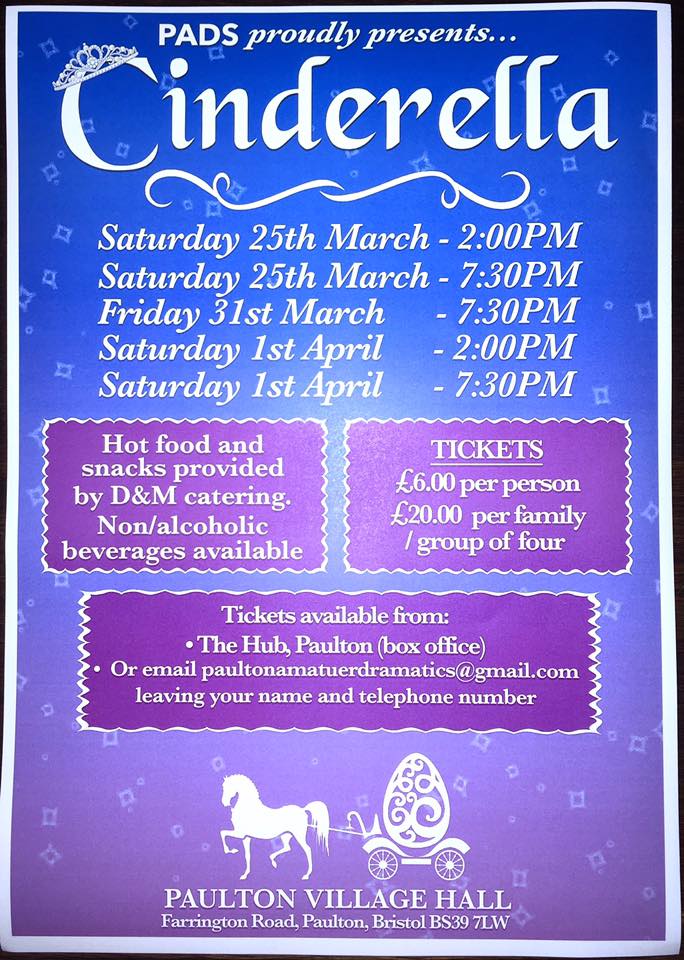 PADS proudly presents...
Cinderella
Saturday 25th March - 2:00PM
Saturday 25th March - 7:30PM
Friday 31st March - 7:30PM
Saturday 1st April - 2:00PM
Saturday 1st April - 7:30PM
Hot food and
snacks provided
by D&M catering.
Non/alcoholic
beverages available
TICKETS
£6.00 per person
£20.00 per family
/ group of four
Tickets available from:
• The Hub, Paulton (box office)
• Or email paultonamatuerdramatics@gmail.com
leaving your name and telephone number
PAULTON VILLAGE HALL
Farrington Road, Paulton, Bristol BS39 7LW